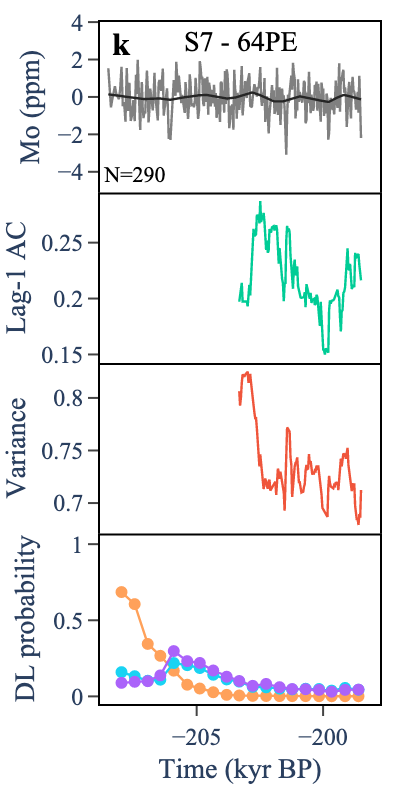 k S7 - 64PE
Mo (ppm)
4
2
0
−2
−4
N=290
Lag-1 AC
0.25
0.2
0.15
Variance
0.8
0.75
0.7
DL probability
1
0.5
0
−205 −200
Time (kyr BP)